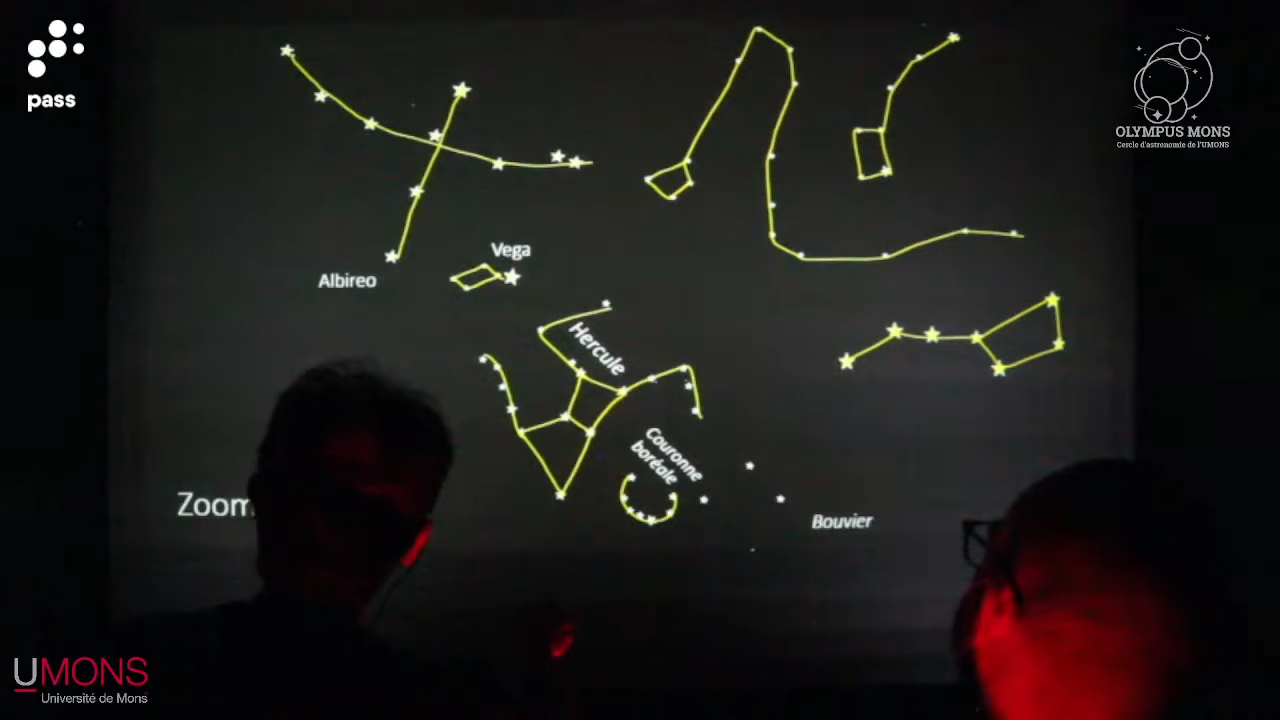 pass
OLYMPUS MONS
Cercle d'astronomie de l'UMONS
Vega
Albireo
Hercule
Couronne
boréale
Zoom
Bouvier
UMONS
Université de Mons